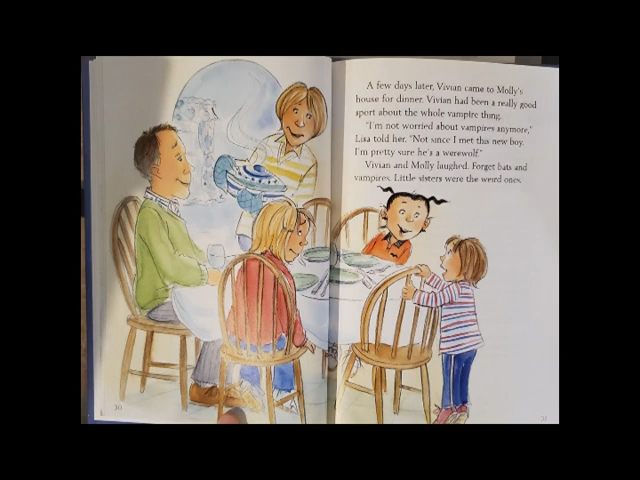 A few days later, Vivian came to Molly's
house for dinner. Vivian had been a really good
sport about the whole vampire thing.
"I'm not worried about vampires anymore,"
Lisa told her. "Not since I met this new boy.
I'm pretty sure he's a werewolf."
Vivian and Molly laughed. Forget bats and
vampires. Little sisters were the weird ones.
30